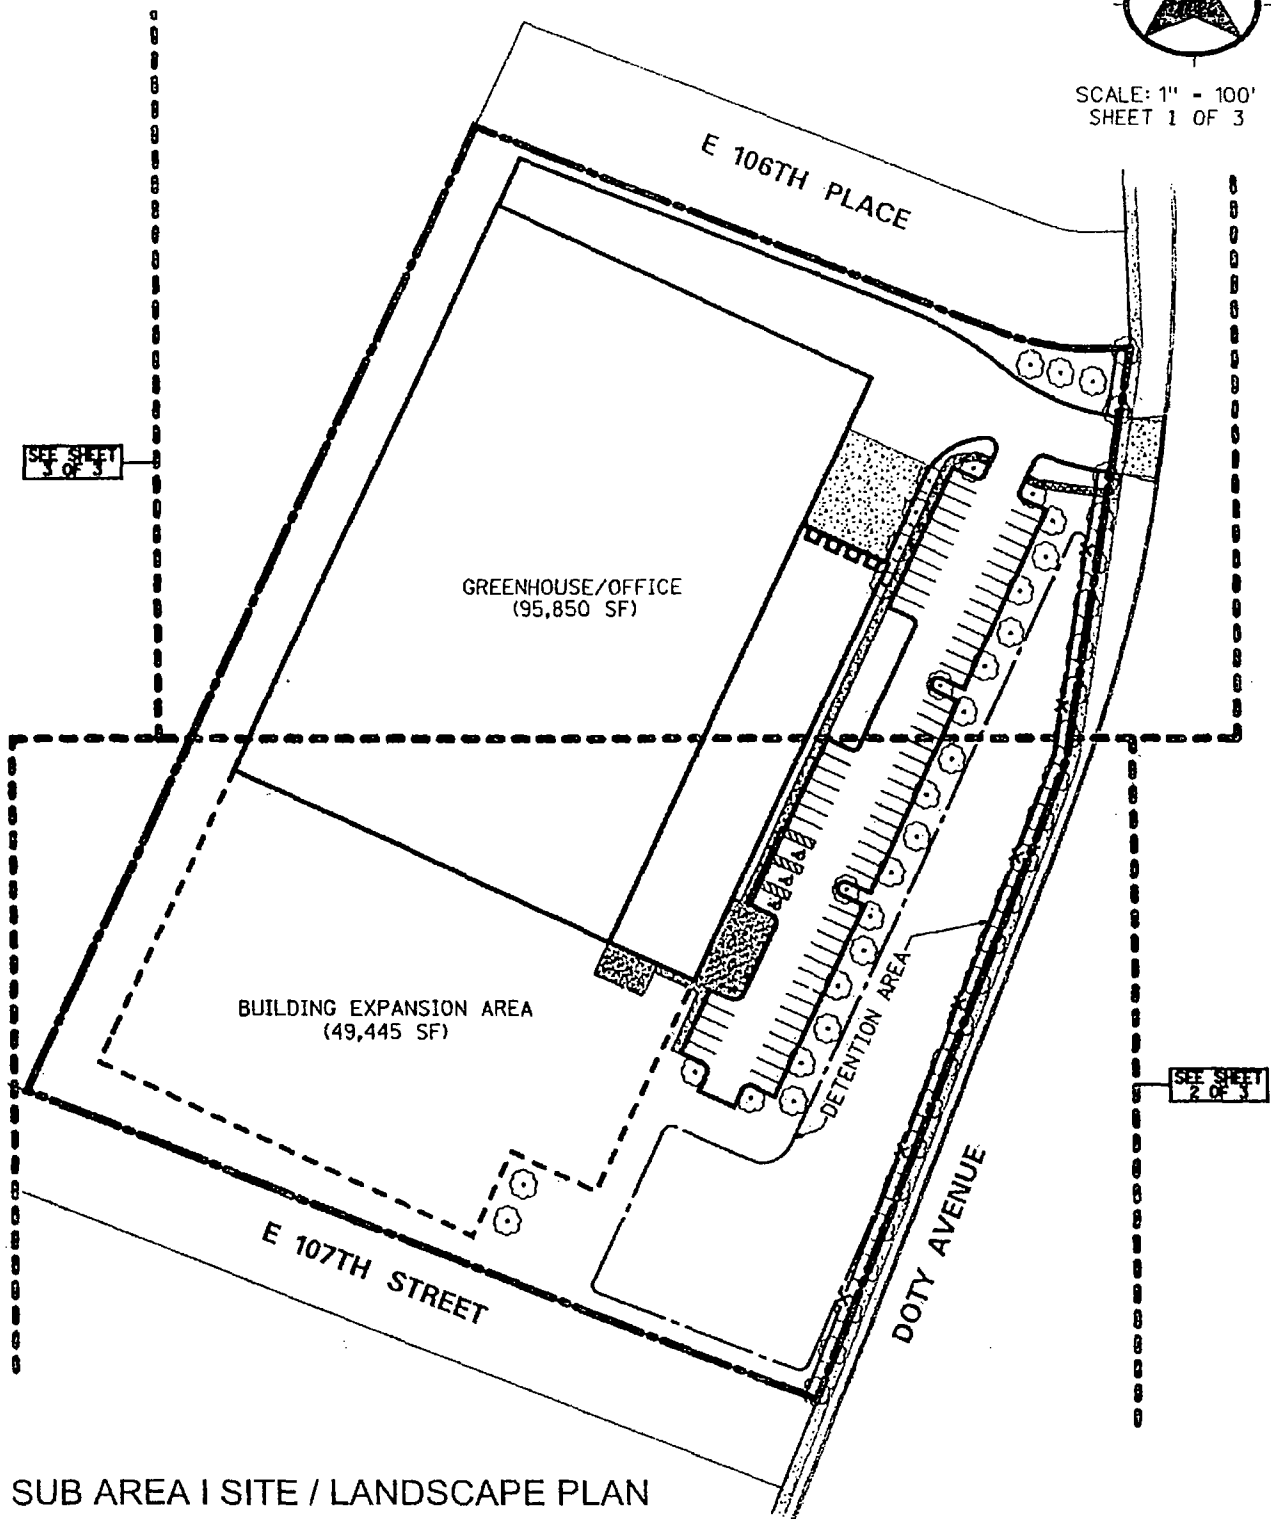 SCALE: 1" - 100'
SHEET 1 OF 3
E 106TH PLACE
SEE SHEET
3 OF 3
GREENHOUSE/OFFICE
(95,850 SF)
BUILDING EXPANSION AREA
(49,445 SF)
DETENTION AREA
SEE SHEET
2 OF 3
E 107TH STREET
DOTY AVENUE
SUB AREA I SITE / LANDSCAPE PLAN